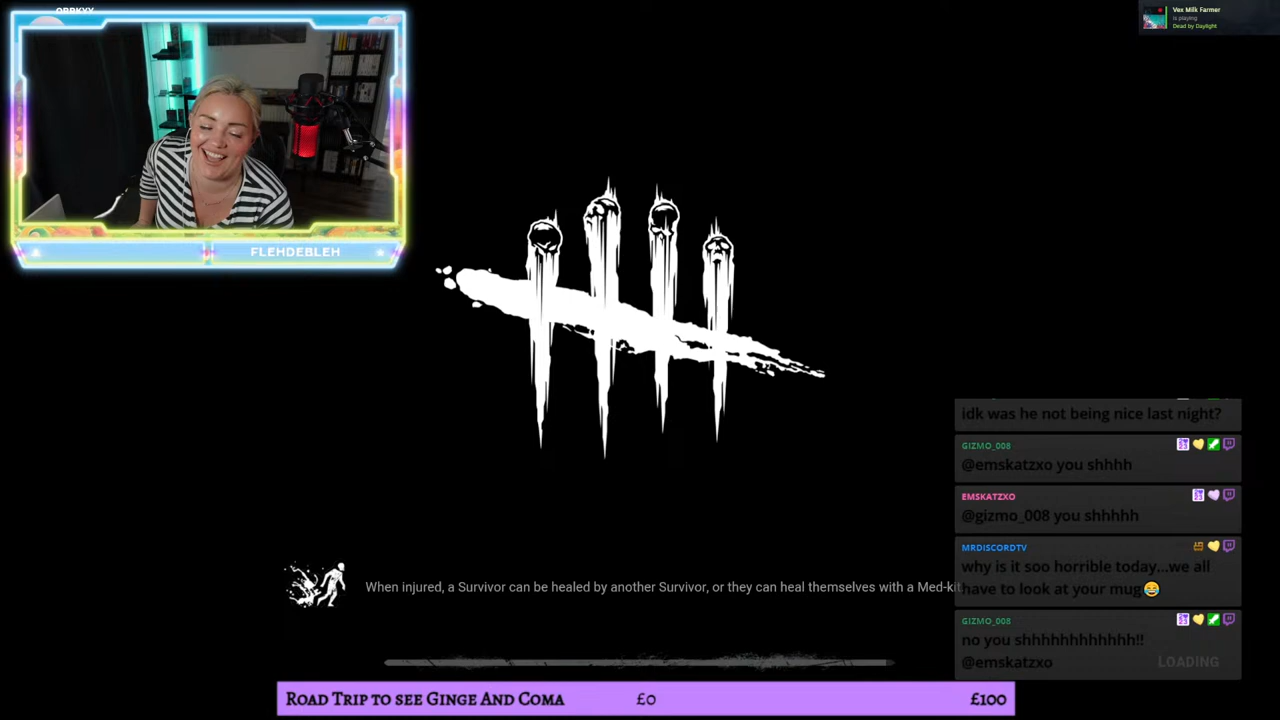 Vex Milk Farmer
is playing
Dead by Daylight
FLEHDEBLEH
idk was he not being nice last night?
GIZMO_008
@emskatzxo you shhhh
EMSKATZXO
@gizmo_008 you shhhhh
MRDISCORDTV
why is it soo horrible today...we all
have to look at your mug😂
GIZMO_008
no you shhhhhhhhhhhh!!
@emskatzxo
LOADING
When injured, a Survivor can be healed by another Survivor, or they can heal themselves with a Med-kit
ROAD TRIP TO SEE GINGE AND COMA £0 £100